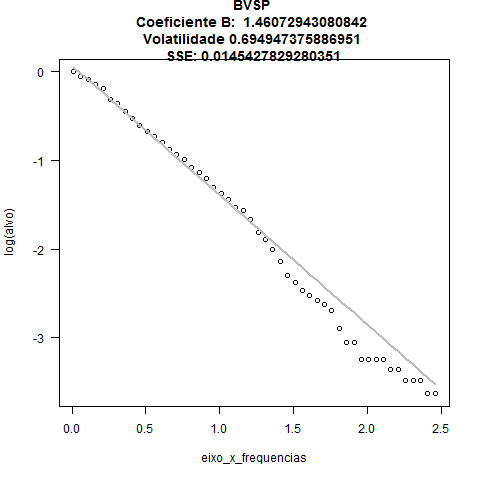 BVSP
Coeficiente B:  1.46072943080842
Volatilidade 0.694947375886951
SSE: 0.0145427829280351
0
-1
-2
-3
log(alvo)
0.0 0.5 1.0 1.5 2.0 2.5
eixo_x_frequencias